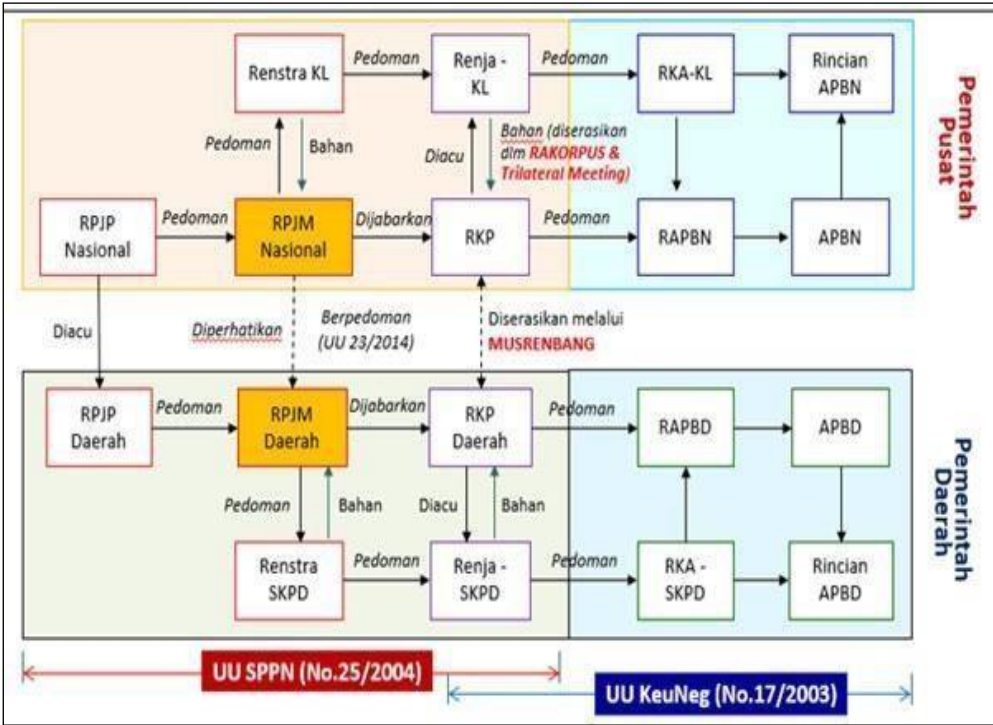 Pedoman
Pedoman
Renstra KL
Renja -
KL
RKA-KL
Rincian
APBN
Pedoman
Bahan
Diacu
Bahan (diserasikan
dlm RAKORPUS &
Trilateral Meeting)
RPJP
Nasional
Pedoman
RPJM
Nasional
Dijabarkan
RKP
Pedoman
RAPBN
APBN
Pemerintah
Pusat
Diacu
Diperhatikan
Berpedoman
(UU 23/2014)
Diserasikan melalui
MUSRENBANG
RPJP
Daerah
Pedoman
RPJM
Daerah
Dijabarkan
RKP
Daerah
Pedoman
RAPBD
APBD
Pedoman
Bahan
Diacu
Bahan
Renstra
SKPD
Pedoman
Renja -
SKPD
Pedoman
RKA -
SKPD
Rincian
APBD
Pemerintah
Daerah
UU SPPN (No.25/2004)
UU KeuNeg (No.17/2003)